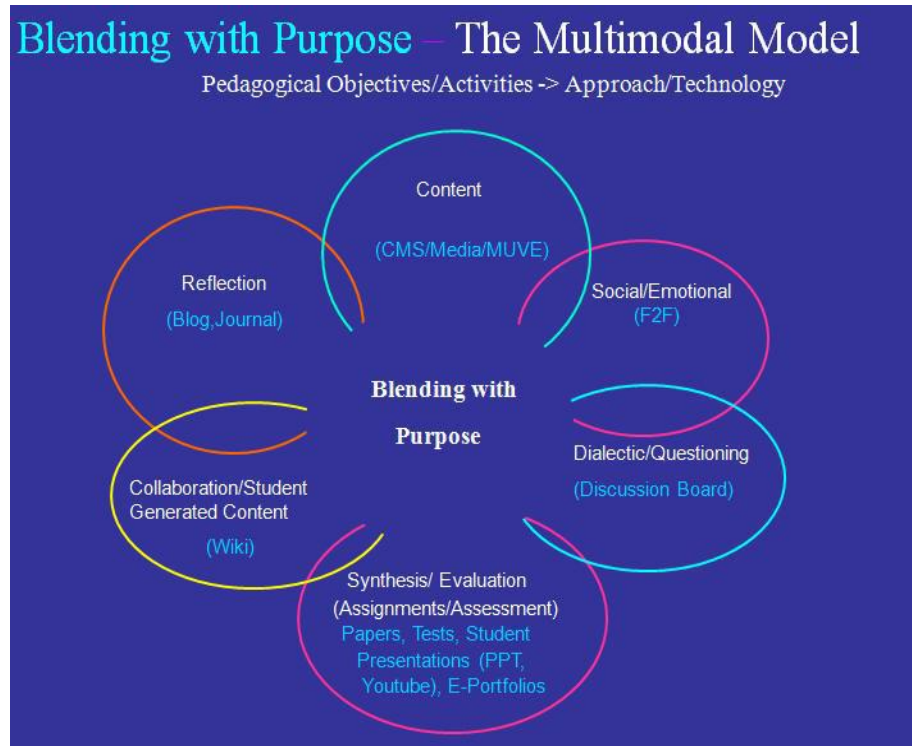 Blending with Purpose – The Multimodal Model
Pedagogical Objectives/Activities -> Approach/Technology
Content
(CMS/Media/MUVE)
Social/Emotional
(F2F)
Reflection
(Blog,Journal)
Blending with
Purpose
Dialectic/Questioning
(Discussion Board)
Collaboration/Student
Generated Content
(Wiki)
Synthesis/ Evaluation
(Assignments/Assessment)
Papers, Tests, Student
Presentations (PPT,
Youtube), E-Portfolios